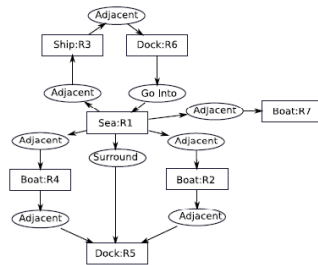 Adjacent
Ship:R3
Dock:R6
Adjacent
Go Into
Adjacent
Boat:R7
Sea:R1
Adjacent
Surround
Adjacent
Boat:R4
Boat:R2
Adjacent
Adjacent
Dock:R5